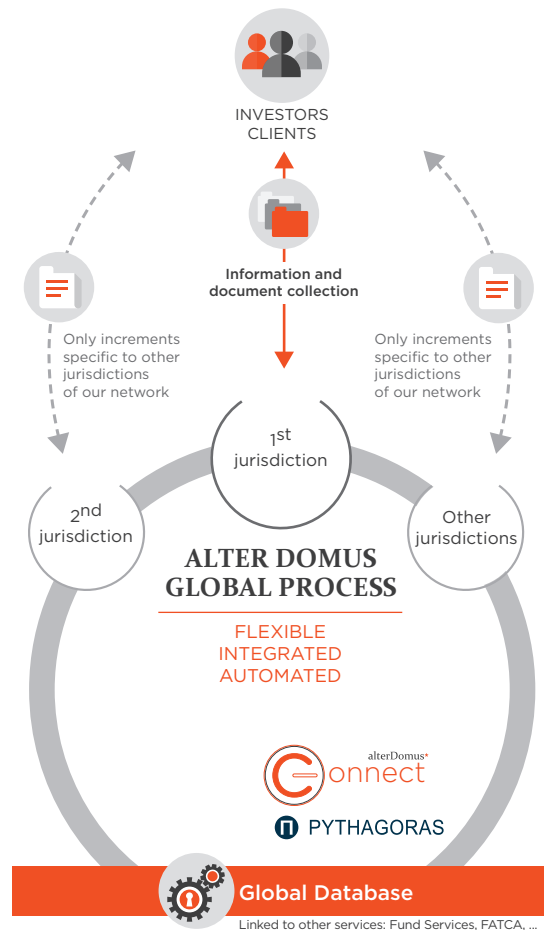 INVESTORS
CLIENTS
Information and
document collection
Only increments
specific to other
jurisdictions
of our network
Only increments
specific to other
jurisdictions
of our network
1st
jurisdiction
2nd
jurisdiction
Other
jurisdictions
ALTER DOMUS
GLOBAL PROCESS
FLEXIBLE
INTEGRATED
AUTOMATED
alterDomus*
Connect
PYTHAGORAS
Global Database
Linked to other services: Fund Services, FATCA, ...